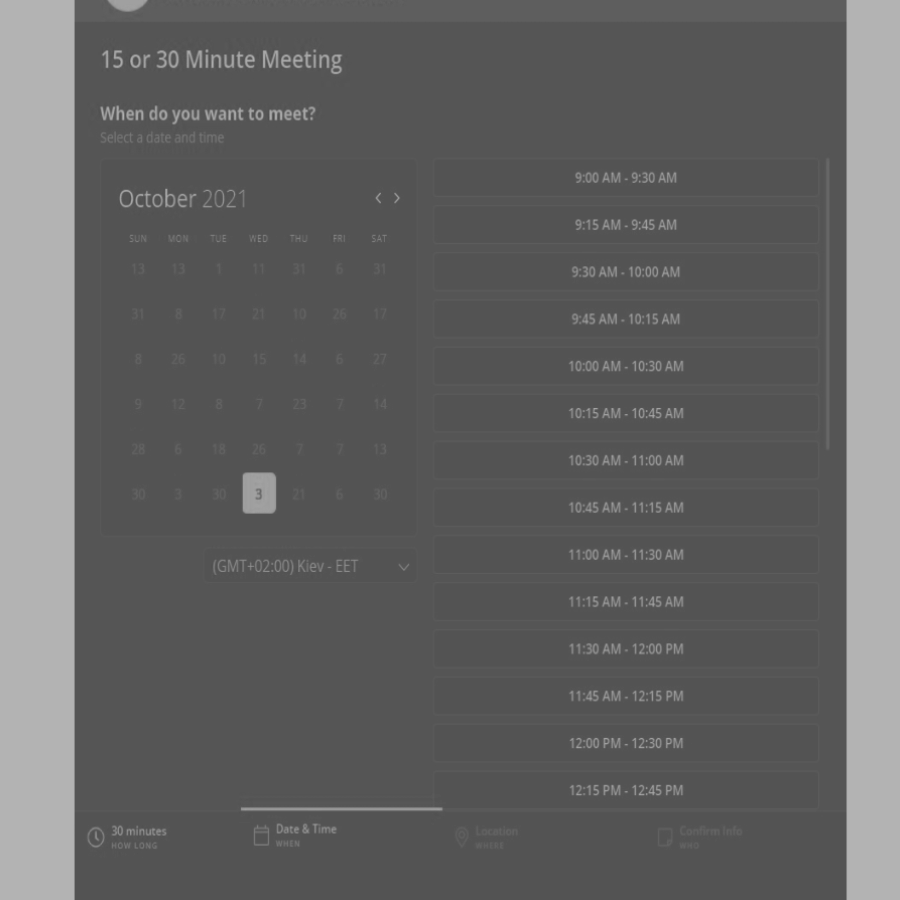 15 or 30 Minute Meeting
When do you want to meet?
Select a date and time
October 2021
SUN MON TUE WED THU FRI SAT
13 13 1 11 31 6 31
31 8 17 21 10 26 17
8 26 10 15 14 6 27
9 12 8 7 23 7 14
28 6 18 26 7 7 13
30 3 30 3 21 6 30
(GMT+02:00) Kiev - EET
9:00 AM - 9:30 AM
9:15 AM - 9:45 AM
9:30 AM - 10:00 AM
9:45 AM - 10:15 AM
10:00 AM - 10:30 AM
10:15 AM - 10:45 AM
10:30 AM - 11:00 AM
10:45 AM - 11:15 AM
11:00 AM - 11:30 AM
11:15 AM - 11:45 AM
11:30 AM - 12:00 PM
11:45 AM - 12:15 PM
12:00 PM - 12:30 PM
12:15 PM - 12:45 PM
30 minutes
HOW LONG
Date & Time
WHEN
Location
WHERE
Confirm Info
WHO